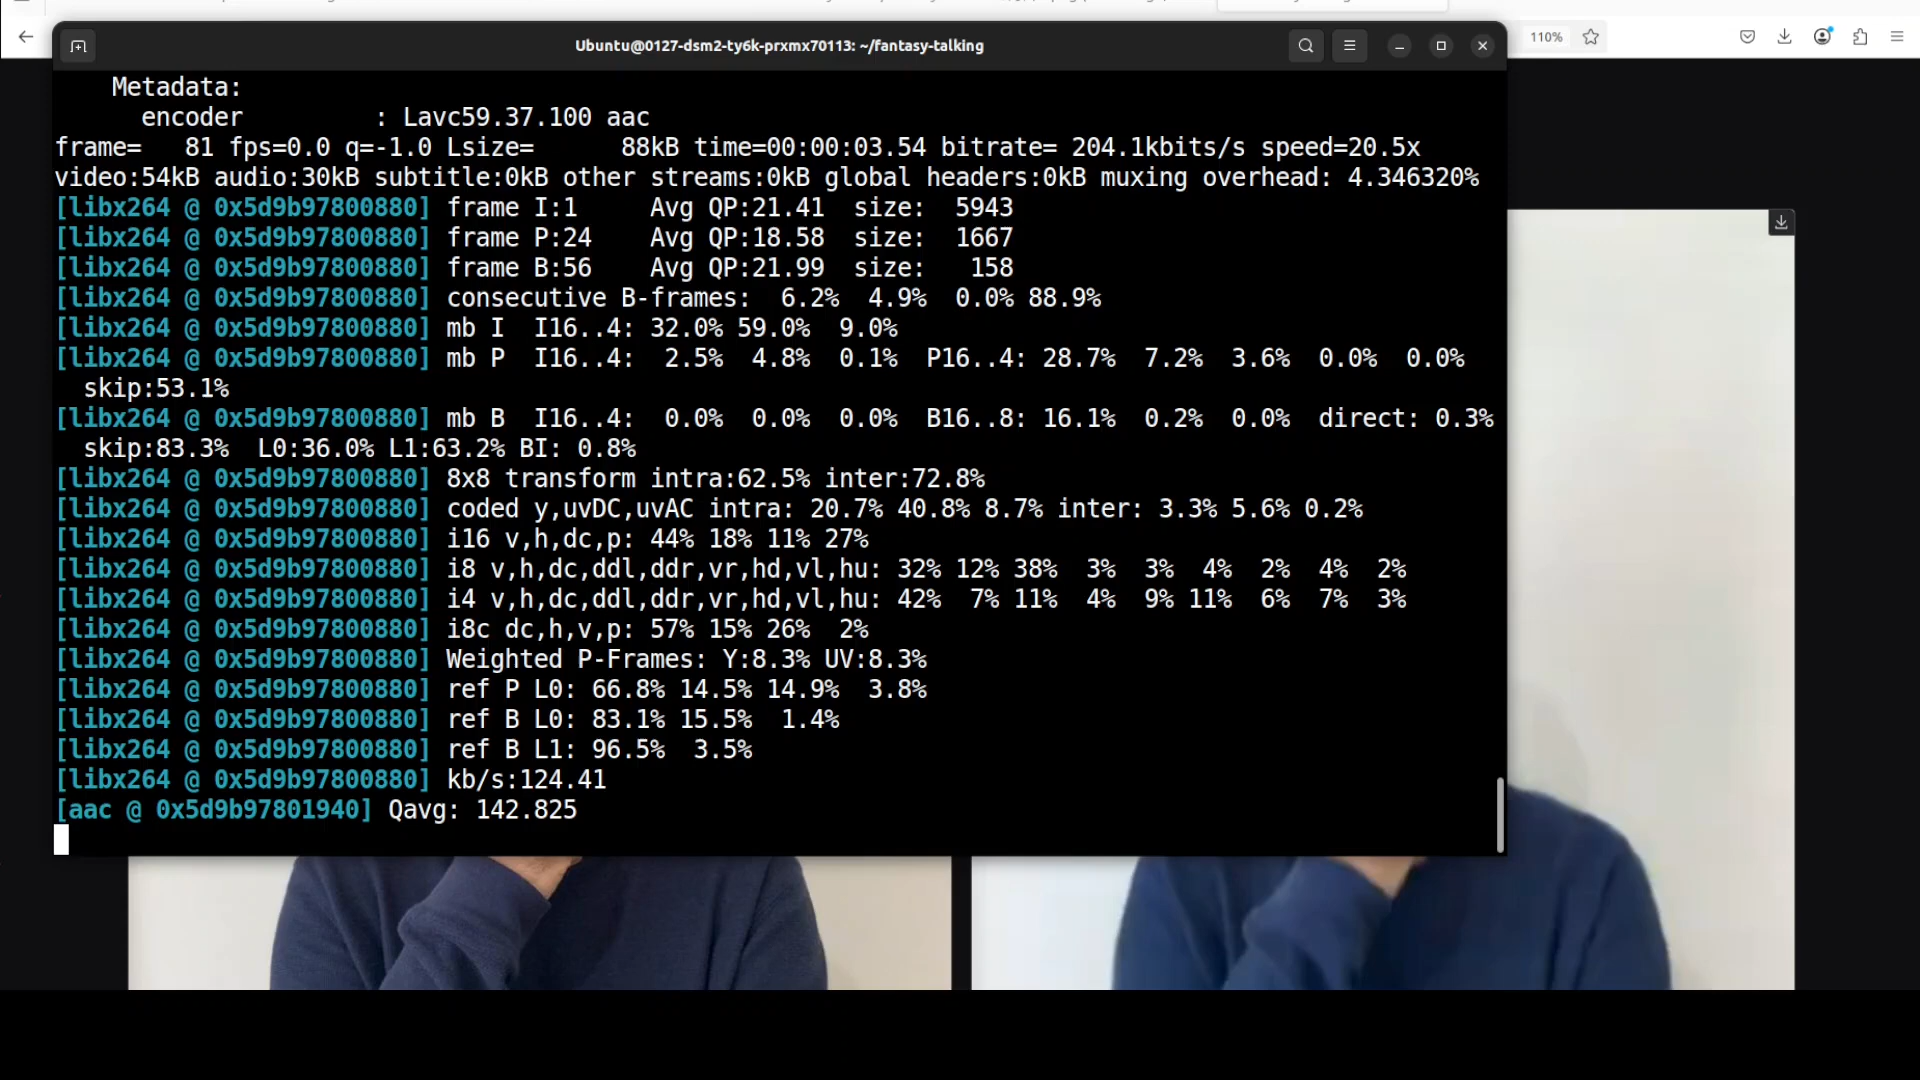 110%
Ubuntu@0127-dsm2-ty6k-prxmx70113: ~/fantasy-talking
Metadata:
encoder : Lavc59.37.100 aac
frame= 81 fps=0.0 q=-1.0 Lsize= 88kB time=00:00:03.54 bitrate= 204.1kbits/s speed=20.5x
video:54kB audio:30kB subtitle:0kB other streams:0kB global headers:0kB muxing overhead: 4.346320%
[libx264 @ 0x5d9b97800880] frame I:1 Avg QP:21.41 size: 5943
[libx264 @ 0x5d9b97800880] frame P:24 Avg QP:18.58 size: 1667
[libx264 @ 0x5d9b97800880] frame B:56 Avg QP:21.99 size: 158
[libx264 @ 0x5d9b97800880] consecutive B-frames: 6.2% 4.9% 0.0% 88.9%
[libx264 @ 0x5d9b97800880] mb I I16..4: 32.0% 59.0% 9.0%
[libx264 @ 0x5d9b97800880] mb P I16..4: 2.5% 4.8% 0.1% P16..4: 28.7% 7.2% 3.6% 0.0% 0.0%
skip:53.1%
[libx264 @ 0x5d9b97800880] mb B I16..4: 0.0% 0.0% 0.0% B16..8: 16.1% 0.2% 0.0% direct: 0.3%
skip:83.3% L0:36.0% L1:63.2% BI: 0.8%
[libx264 @ 0x5d9b97800880] 8x8 transform intra:62.5% inter:72.8%
[libx264 @ 0x5d9b97800880] coded y,uvDC,uvAC intra: 20.7% 40.8% 8.7% inter: 3.3% 5.6% 0.2%
[libx264 @ 0x5d9b97800880] i16 v,h,dc,p: 44% 18% 11% 27%
[libx264 @ 0x5d9b97800880] i8 v,h,dc,ddl,ddr,vr,hd,vl,hu: 32% 12% 38% 3% 3% 4% 2% 4% 2%
[libx264 @ 0x5d9b97800880] i4 v,h,dc,ddl,ddr,vr,hd,vl,hu: 42% 7% 11% 4% 9% 11% 6% 7% 3%
[libx264 @ 0x5d9b97800880] i8c dc,h,v,p: 57% 15% 26% 2%
[libx264 @ 0x5d9b97800880] Weighted P-Frames: Y:8.3% UV:8.3%
[libx264 @ 0x5d9b97800880] ref P L0: 66.8% 14.5% 14.9% 3.8%
[libx264 @ 0x5d9b97800880] ref B L0: 83.1% 15.5% 1.4%
[libx264 @ 0x5d9b97800880] ref B L1: 96.5% 3.5%
[libx264 @ 0x5d9b97800880] kb/s:124.41
[aac @ 0x5d9b97801940] Qavg: 142.825